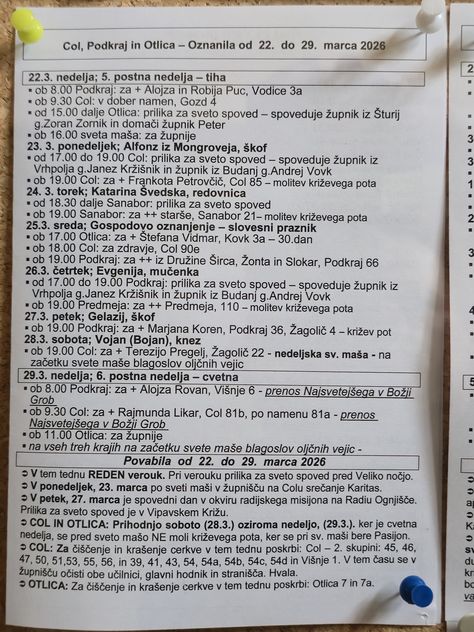 Col, Podkraj in Otlica – Oznanila od 22. do 29. marca 2026
22.3. nedelja; 5. postna nedelja – tiha
▪ ob 8.00 Podkraj: za + Alojza in Robija Puc, Vodice 3a
▪ ob 9.30 Col: v dober namen, Gozd 4
▪ od 15.00 dalje Otlica: prilika za sveto spoved – spoveduje župnik iz Šturij
g.Zoran Zornik in domači župnik Peter
▪ ob 16.00 sveta maša: za župnije
23. 3. ponedeljek; Alfonz iz Mongroveja, škof
▪ od 17.00 do 19.00 Col: prilika za sveto spoved – spoveduje župnik iz
Vrhpolja g.Janez Kržišnik in župnik iz Budanj g.Andrej Vovk
▪ ob 19.00 Col: za + Frankota Petrovčič, Col 85 – molitev križevega pota
24. 3. torek; Katarina Švedska, redovnica
▪ od 18.30 dalje Sanabor: prilika za sveto spoved
▪ ob 19.00 Sanabor: za ++ starše, Sanabor 21– molitev križevega pota
25.3. sreda; Gospodovo oznanjenje – slovesni praznik
▪ ob 17.00 Otlica: za + Štefana Vidmar, Kovk 3a – 30.dan
▪ ob 18.00 Col: za zdravje, Col 90e
▪ ob 19.00 Podkraj: za ++ iz Družine Širca, Žonta in Slokar, Podkraj 66
26.3. četrtek; Evgenija, mučenka
▪ od 17.00 do 19.00 Podkraj: prilika za sveto spoved – spoveduje župnik iz
Vrhpolja g.Janez Kržišnik in župnik iz Budanj g.Andrej Vovk
▪ ob 19.00 Predmeja: za ++ Predmeja, 110 – molitev križevega pota
27.3. petek; Gelazij, škof
▪ ob 19.00 Podkraj: za + Marjana Koren, Podkraj 36, Žagolič 4 – križev pot
28.3. sobota; Vojan (Bojan), knez
▪ ob 19.00 Col: za + Terezijo Pregelj, Žagolič 22 - nedeljska sv. maša - na
začetku svete maše blagoslov oljčnih vejic
29.3. nedelja; 6. postna nedelja – cvetna
▪ ob 8.00 Podkraj: za + Alojza Rovan, Višnje 6 - prenos Najsvetejšega v Božji
Grob
▪ ob 9.30 Col: za + Rajmunda Likar, Col 81b, po namenu 81a - prenos
Najsvetejšega v Božji Grob
▪ ob 11.00 Otlica: za župnije
▪ na vseh treh krajih na začetku svete maše blagoslov oljčnih vejic -
Povabila od 22. do 29. marca 2026
➲ V tem tednu REDEN verouk. Pri verouku prilika za sveto spoved pred Veliko nočjo.
➲ V ponedeljek, 23. marca po sveti maši v župnišču na Colu srečanje Karitas.
➲ V petek, 27. marca je spovedni dan v okviru radijskega misijona na Radiu Ognjišče.
Prilika za sveto spoved je v Vipavskem Križu.
➲ COL IN OTLICA: Prihodnjo soboto (28.3.) oziroma nedeljo, (29.3.). ker je cvetna
nedelja, se pred sveto mašo NE moli križevega pota, ker se pri sv. maši bere Pasijon.
➲ COL: Za čiščenje in krašenje cerkve v tem tednu poskrbi: Col – 2. skupini: 45, 46,
47, 50, 51,53, 55, 56, in 39, 41, 43, 54, 54a, 54b, 54c, 54d in Višnje 1. V tem času se v
župnišču očisti obe učilnici, glavni hodnik in stranišča. Hvala.
➲ OTLICA: Za čiščenje in krašenje cerkve v tem tednu poskrbi: Otlica 7 in 7a.